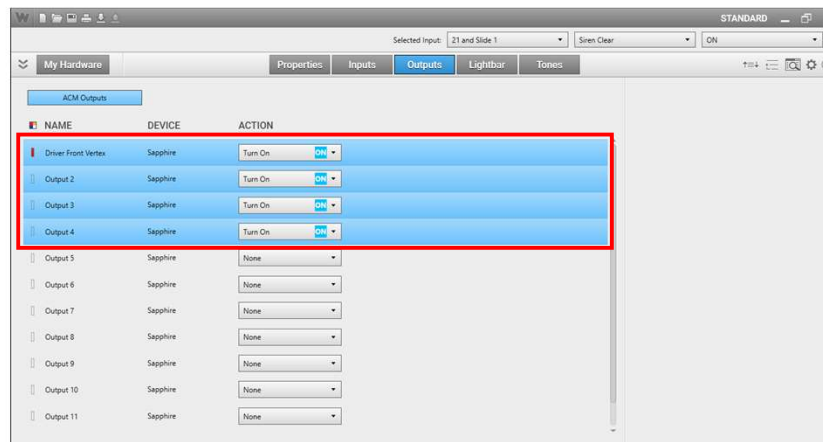 W STANDARD
Selected Input: 21 and Slide 1 Siren Clear ON
My Hardware Properties Inputs Outputs Lightbar Tones
ACM Outputs
NAME DEVICE ACTION
Driver Front Vertex Sapphire Turn On ON
Output 2 Sapphire Turn On ON
Output 3 Sapphire Turn On ON
Output 4 Sapphire Turn On ON
Output 5 Sapphire None
Output 6 Sapphire None
Output 7 Sapphire None
Output 8 Sapphire None
Output 9 Sapphire None
Output 10 Sapphire None
Output 11 Sapphire None